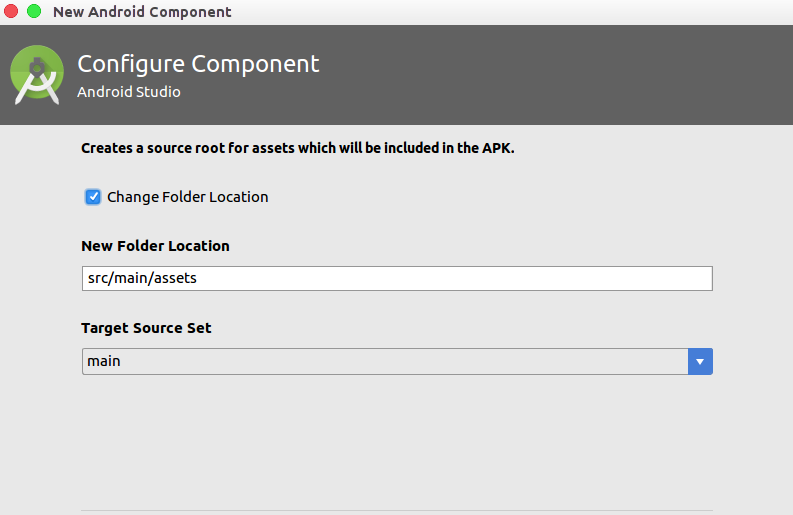 New Android Component
Configure Component
Android Studio
Creates a source root for assets which will be included in the APK.
Change Folder Location
New Folder Location
src/main/assets
Target Source Set
main